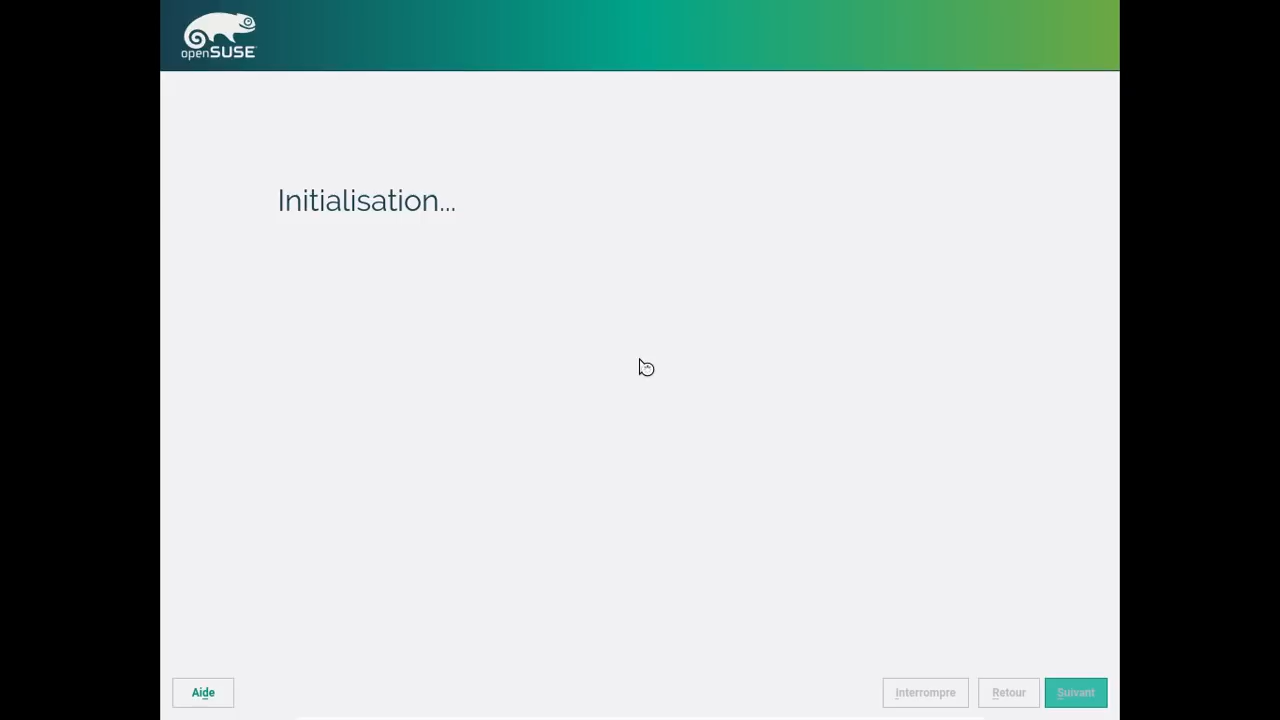 openSUSE
Initialisation...
Aide
Interrompre
Retour
Suivant